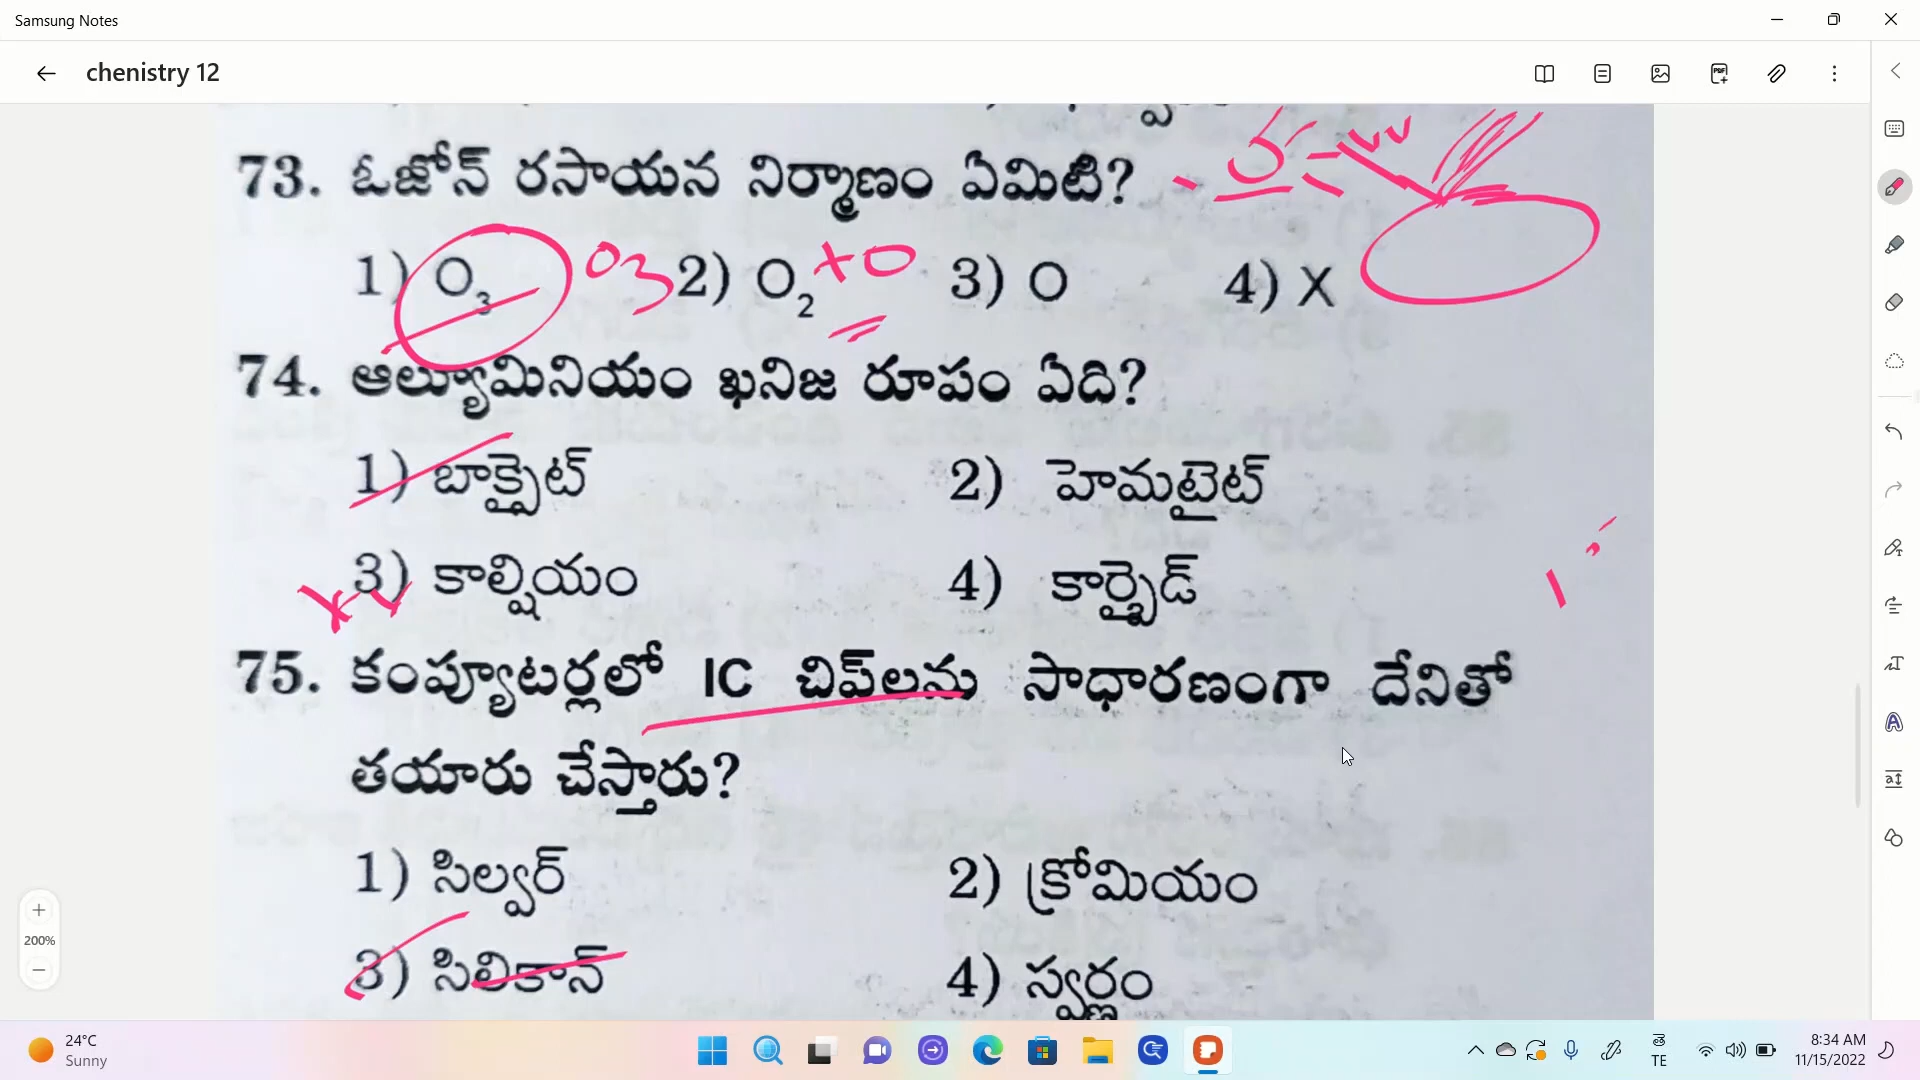 Samsung Notes
chenistry 12
73. ఓజోన్ రసాయన నిర్మాణం ఏమిటి?
1) O₃ O3 2) O₂ + O 3) O 4) X
74. ఆల్యూమినియం ఖనిజ రూపం ఏది?
1) బాక్సైట్ 2) హెమటైట్
3) కాల్షియం 4) కార్బైడ్
75. కంప్యూటర్లలో IC చిప్‌లను సాధారణంగా దేనితో
తయారు చేస్తారు?
1) సిల్వర్ 2) క్రోమియం
3) సిలికాన్ 4) స్వర్ణం
200%
24°C
Sunny
తె
TE
8:34 AM
11/15/2022